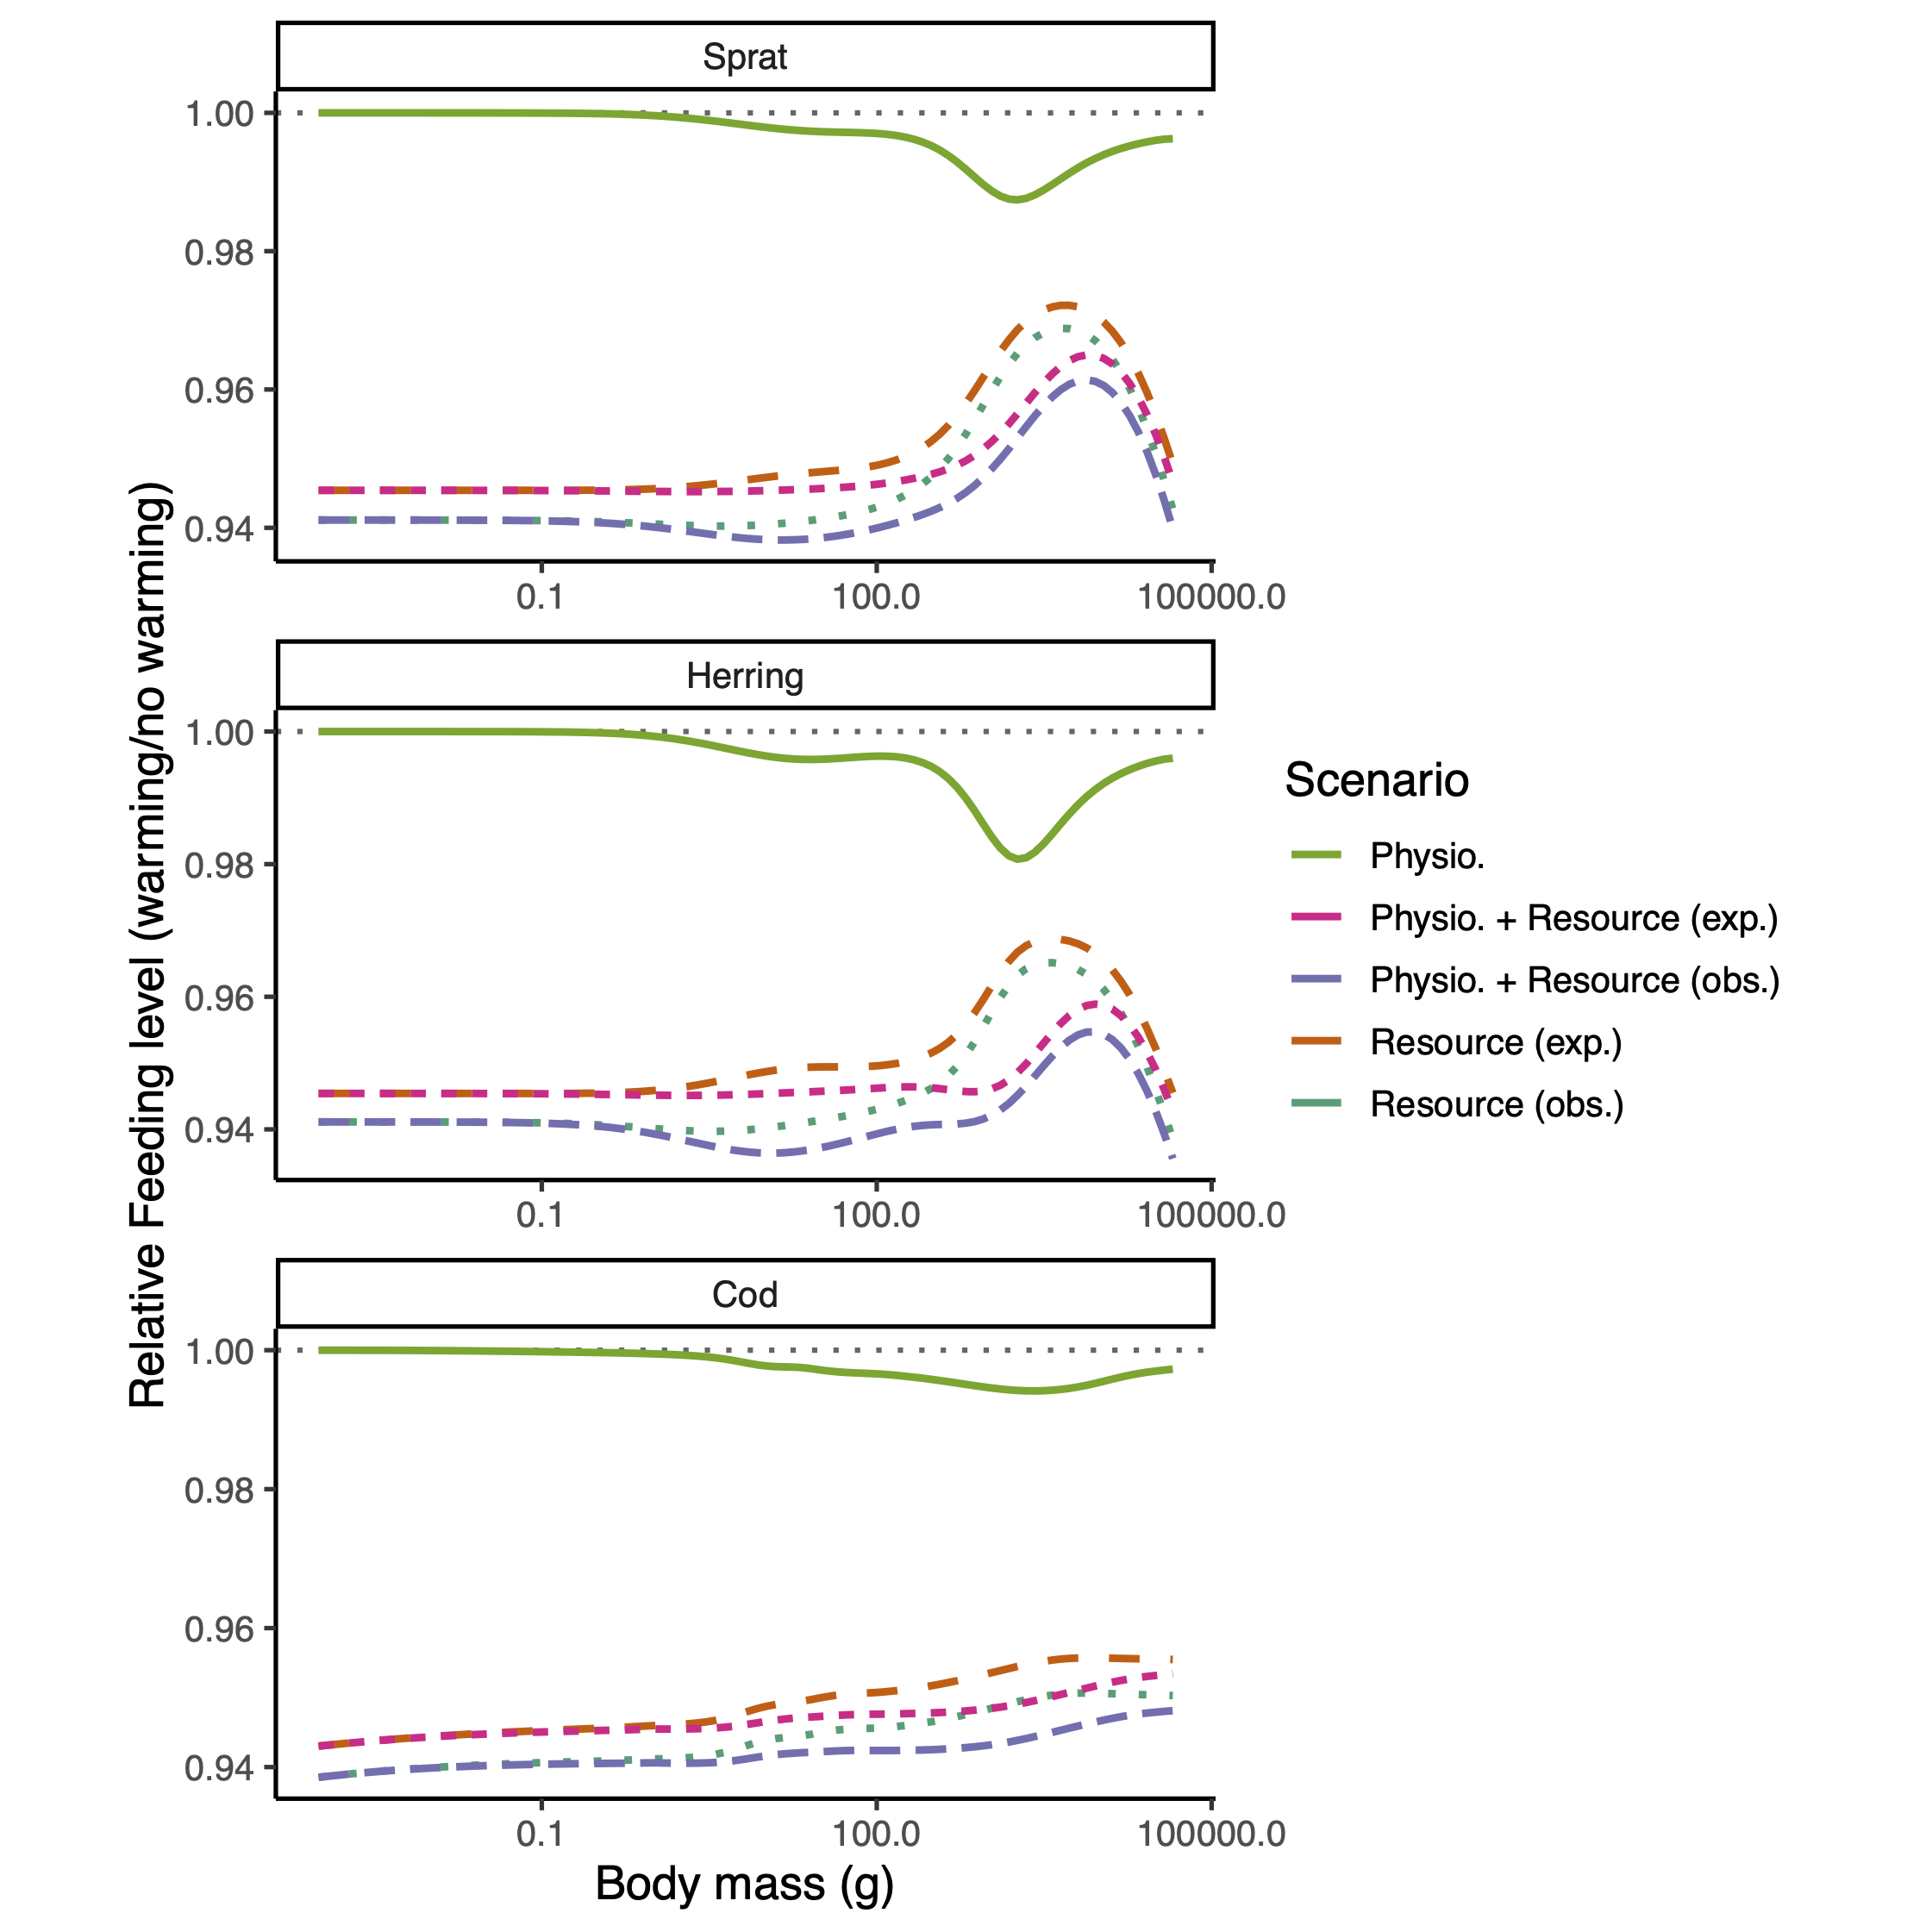 Sprat
1.00
0.98
0.96
0.94
0.1
100.0
100000.0
Herring
1.00
0.98
0.96
0.94
0.1
100.0
100000.0
Cod
1.00
0.98
0.96
0.94
0.1
100.0
100000.0
Body mass (g)
Relative Feeding level (warming/no warming)
Scenario
Physio.
Physio. + Resource (exp.)
Physio. + Resource (obs.)
Resource (exp.)
Resource (obs.)